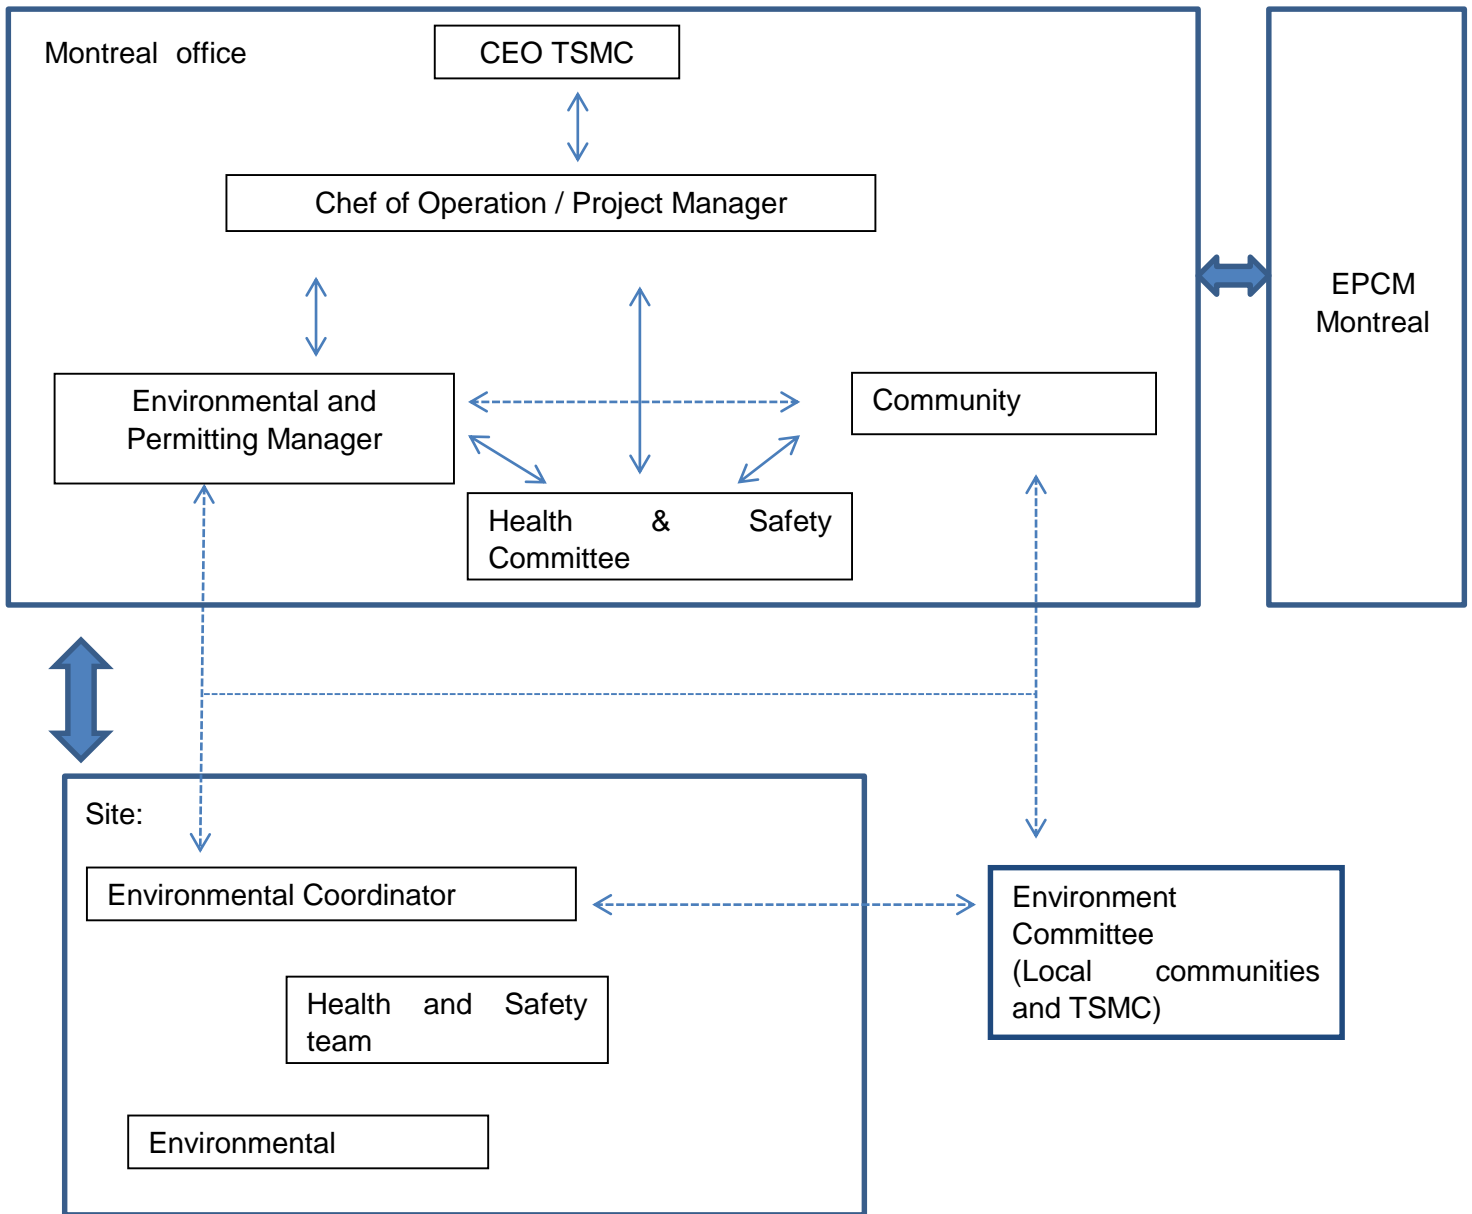 Montreal office
CEO TSMC
Chef of Operation / Project Manager
EPCM
Montreal
Environmental and
Permitting Manager
Community
Health & Safety
Committee
Site:
Environmental Coordinator
Environment
Committee
(Local communities
and TSMC)
Health and Safety
team
Environmental